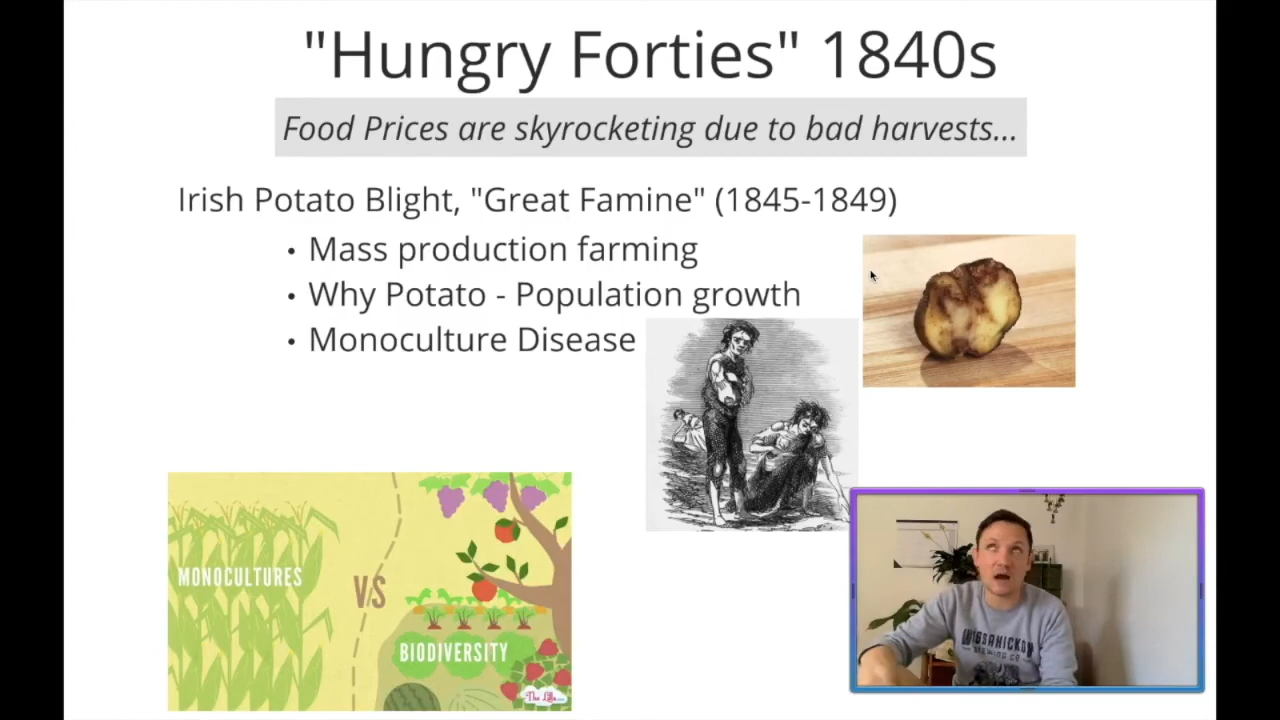 "Hungry Forties" 1840s
Food Prices are skyrocketing due to bad harvests...
Irish Potato Blight, "Great Famine" (1845-1849)
• Mass production farming
• Why Potato - Population growth
• Monoculture Disease
MONOCULTURES
VS
BIODIVERSITY